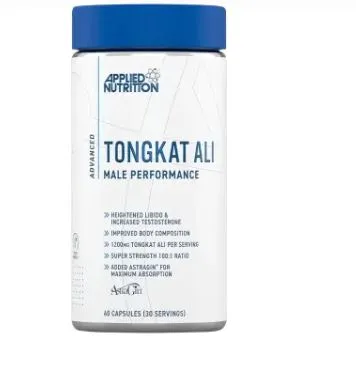 APPLIED
NUTRITION
ADVANCED
TONGKAT ALI
MALE PERFORMANCE
» HEIGHTENED LIBIDO &
INCREASED TESTOSTERONE
» IMPROVED BODY COMPOSITION
» 1200MG TONGKAT ALI PER SERVING
» SUPER STRENGTH 100:1 RATIO
» ADDED ASTRAGIN® FOR
MAXIMUM ABSORPTION
AstraGin
60 CAPSULES (30 SERVINGS)